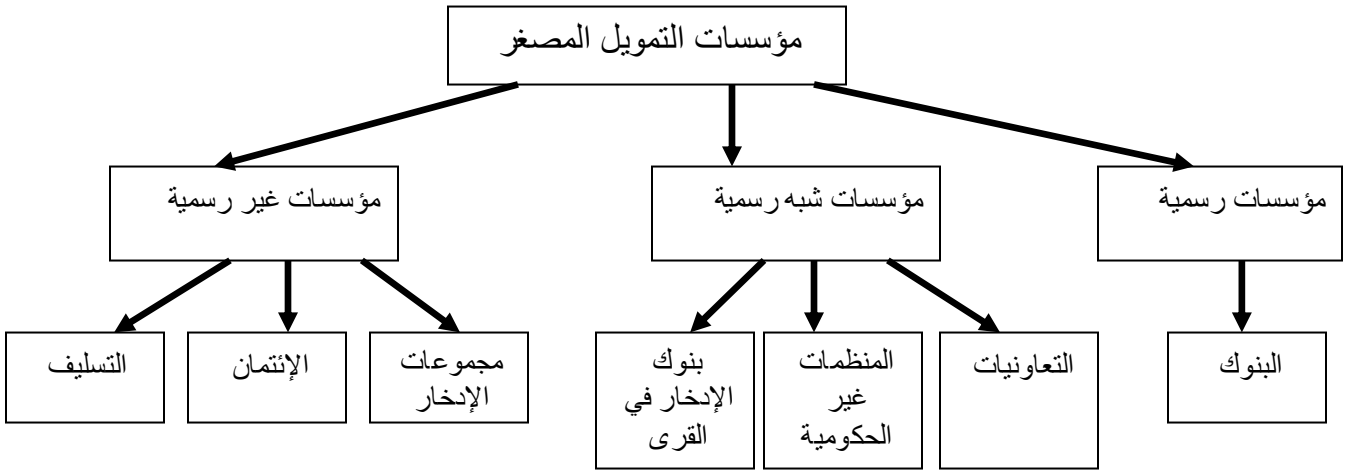 مؤسسات التمويل المصغر
مؤسسات رسمية
مؤسسات شبه رسمية
مؤسسات غير رسمية
البنوك
التعاونيات
المنظمات
غير
الحكومية
بنوك
الإدخار في
القرى
مجموعات
الإدخار
الإئتمان
التسليف